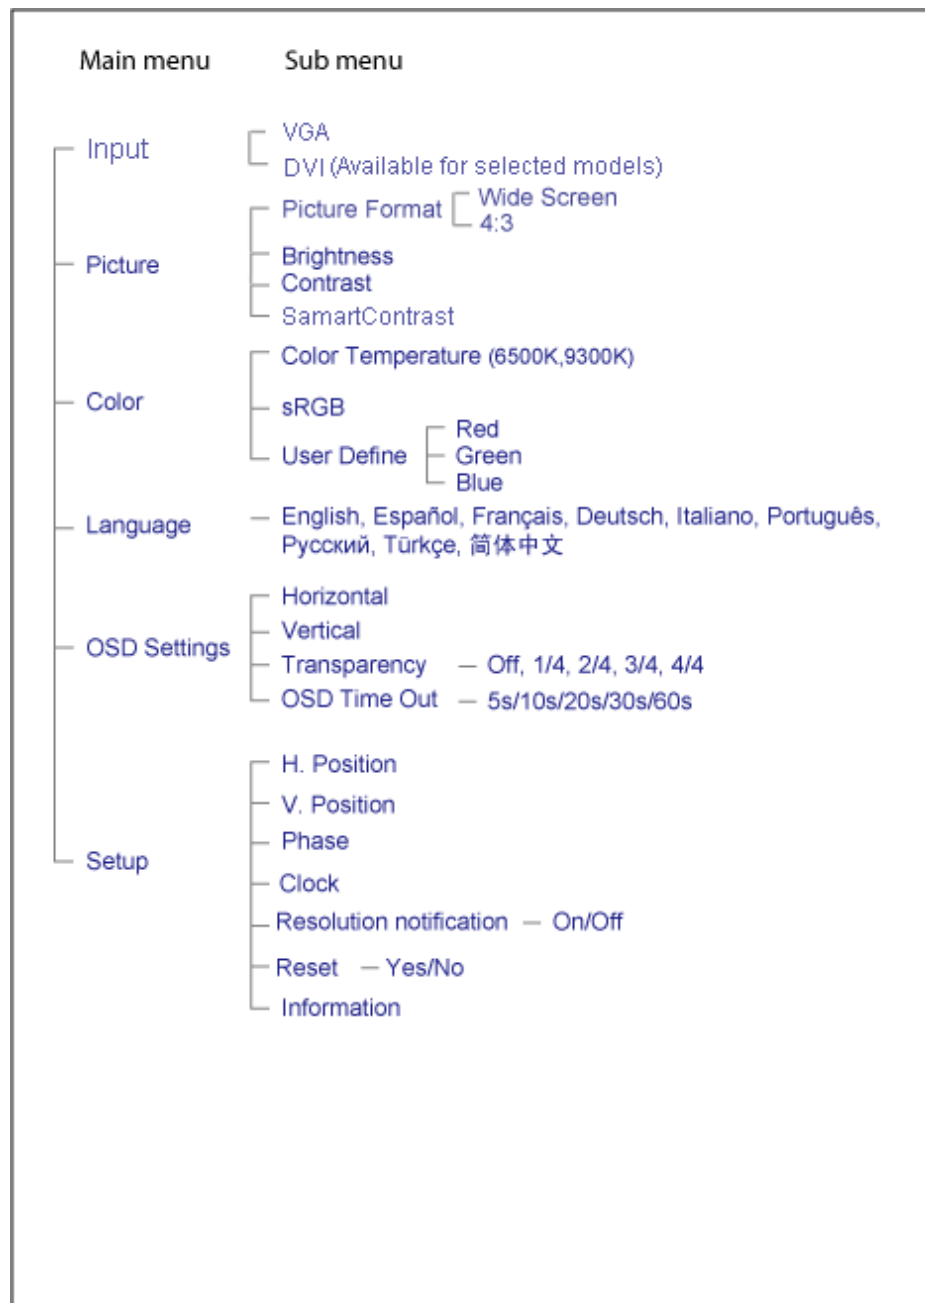 Main menu Sub menu
Input
VGA
DVI (Available for selected models)
Picture
Picture Format
Wide Screen
4:3
Brightness
Contrast
SamartContrast
Color
Color Temperature (6500K,9300K)
sRGB
User Define
Red
Green
Blue
Language
English, Español, Français, Deutsch, Italiano, Português,
Русский, Türkçe, 简体中文
OSD Settings
Horizontal
Vertical
Transparency — Off, 1/4, 2/4, 3/4, 4/4
OSD Time Out — 5s/10s/20s/30s/60s
Setup
H. Position
V. Position
Phase
Clock
Resolution notification — On/Off
Reset — Yes/No
Information